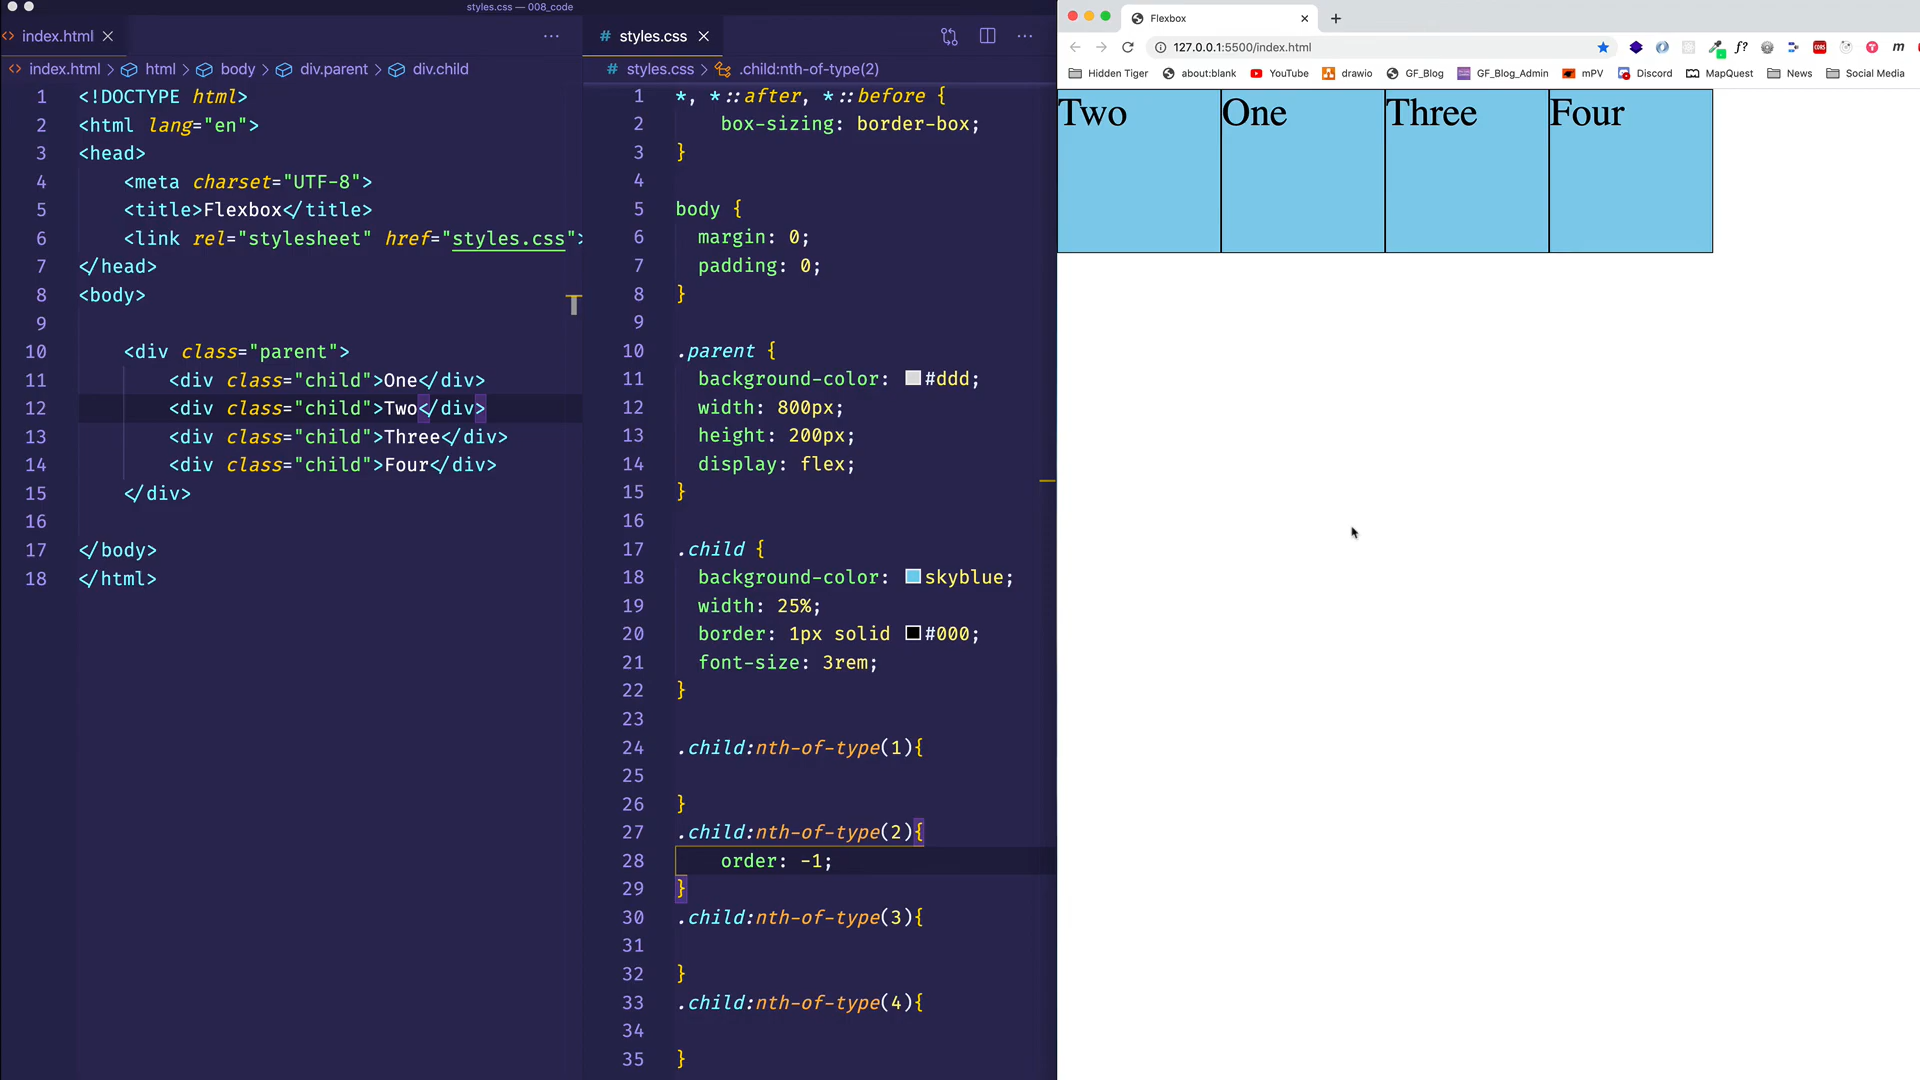 styles.css — 008_code
index.html
index.html > html > body > div.parent > div.child
1 <!DOCTYPE html>
2 <html lang="en">
3 <head>
4 <meta charset="UTF-8">
5 <title>Flexbox</title>
6 <link rel="stylesheet" href="styles.css">
7 </head>
8 <body>
9
10 <div class="parent">
11 <div class="child">One</div>
12 <div class="child">Two</div>
13 <div class="child">Three</div>
14 <div class="child">Four</div>
15 </div>
16
17 </body>
18 </html>
# styles.css
# styles.css > .child:nth-of-type(2)
1 *, *::after, *::before {
2 box-sizing: border-box;
3 }
4
5 body {
6 margin: 0;
7 padding: 0;
8 }
9
10 .parent {
11 background-color: #ddd;
12 width: 800px;
13 height: 200px;
14 display: flex;
15 }
16
17 .child {
18 background-color: skyblue;
19 width: 25%;
20 border: 1px solid #000;
21 font-size: 3rem;
22 }
23
24 .child:nth-of-type(1){
25
26 }
27 .child:nth-of-type(2){
28 order: -1;
29 }
30 .child:nth-of-type(3){
31
32 }
33 .child:nth-of-type(4){
34
35 }
Flexbox
127.0.0.1:5500/index.html
Hidden Tiger about:blank YouTube drawio GF_Blog GF_Blog_Admin mPV Discord MapQuest News Social Media
Two One Three Four